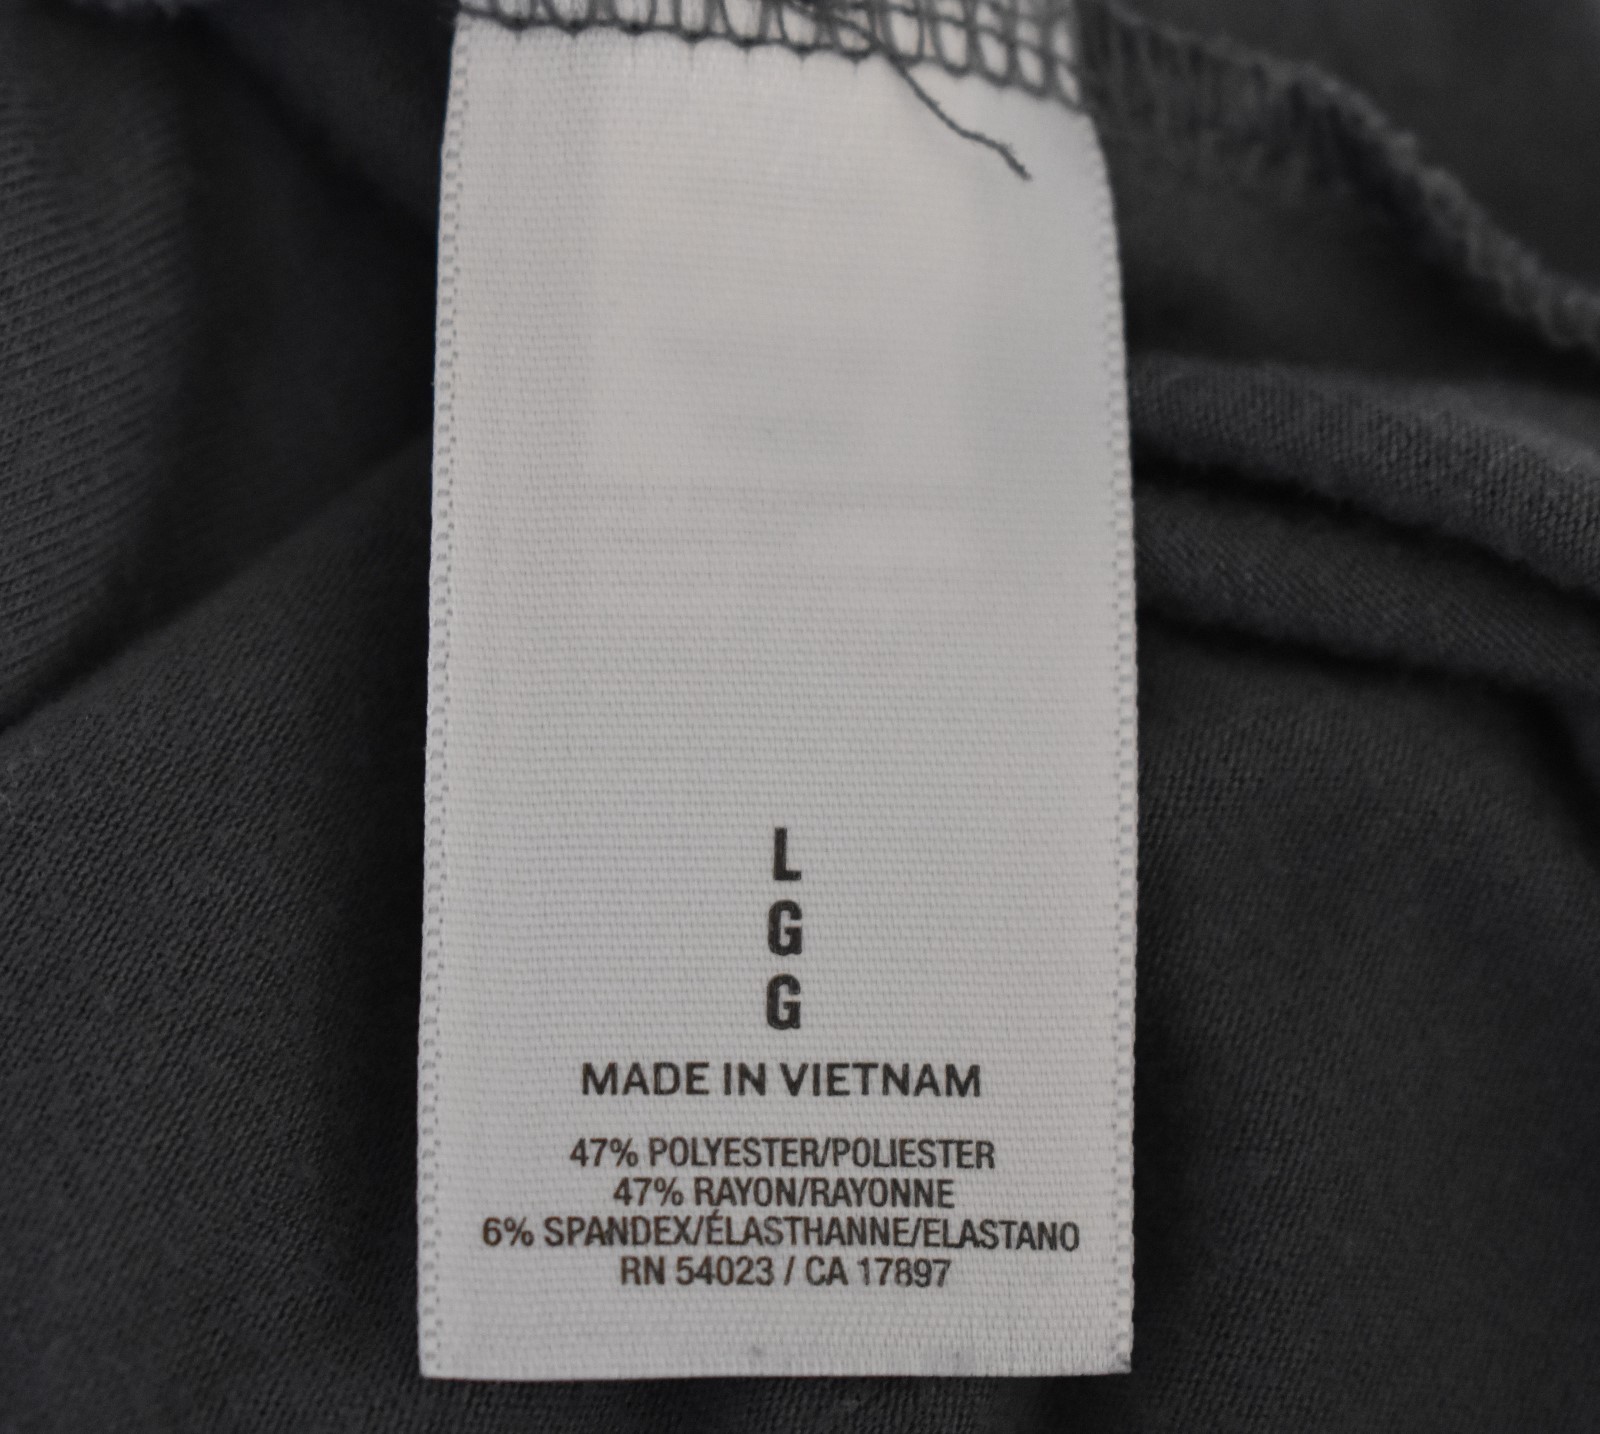 L
G
G
MADE IN VIETNAM
47% POLYESTER/POLIESTER
47% RAYON/RAYONNE
6% SPANDEX/ÉLASTHANNE/ELASTANO
RN 54023 / CA 17897